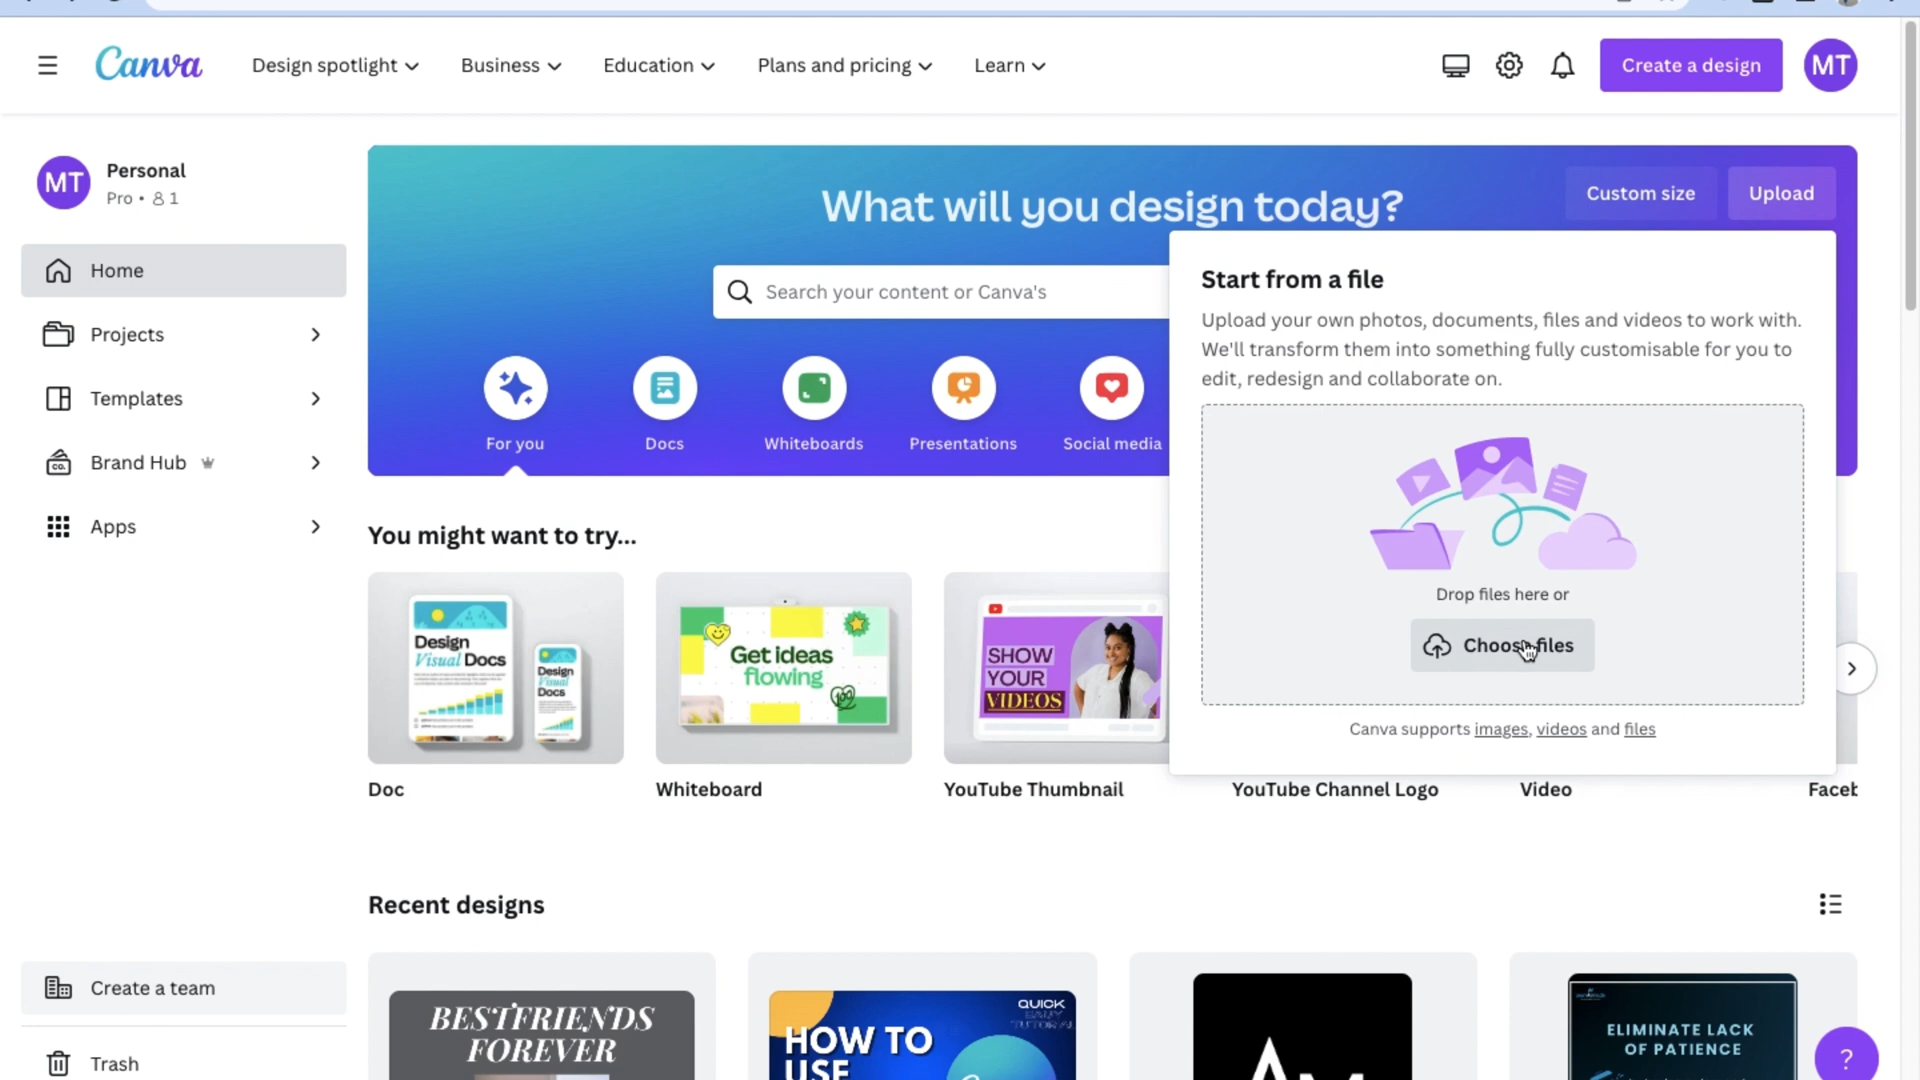 Canva
Design spotlight
Business
Education
Plans and pricing
Learn
Create a design
MT
MT
Personal
Pro • 1
Home
Projects
Templates
Brand Hub
Apps
Create a team
Trash
What will you design today?
Custom size
Upload
Search your content or Canva's
For you
Docs
Whiteboards
Presentations
Social media
Start from a file
Upload your own photos, documents, files and videos to work with.
We'll transform them into something fully customisable for you to
edit, redesign and collaborate on.
Drop files here or
Choose files
Canva supports images, videos and files
You might want to try...
Design
Visual Docs
Design
Visual
Docs
Get ideas
flowing
100
SHOW
YOUR
VIDEOS
Doc
Whiteboard
YouTube Thumbnail
YouTube Channel Logo
Video
Faceb
Recent designs
BESTFRIENDS
FOREVER
QUICK
EASY
TUTORIAL
HOW TO
USE
ELIMINATE LACK
OF PATIENCE
?